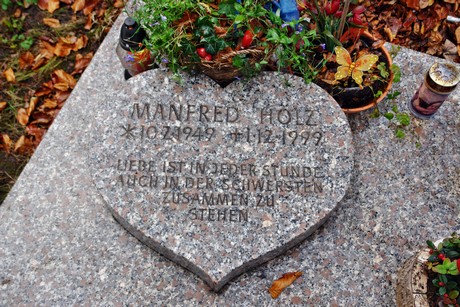 MANFRED HÖLZ
*10.7.1949 †1.12.1999
LIEBE IST IN JEDER STUNDE
AUCH IN DER SCHWERSTEN
ZUSAMMEN ZU
STEHEN